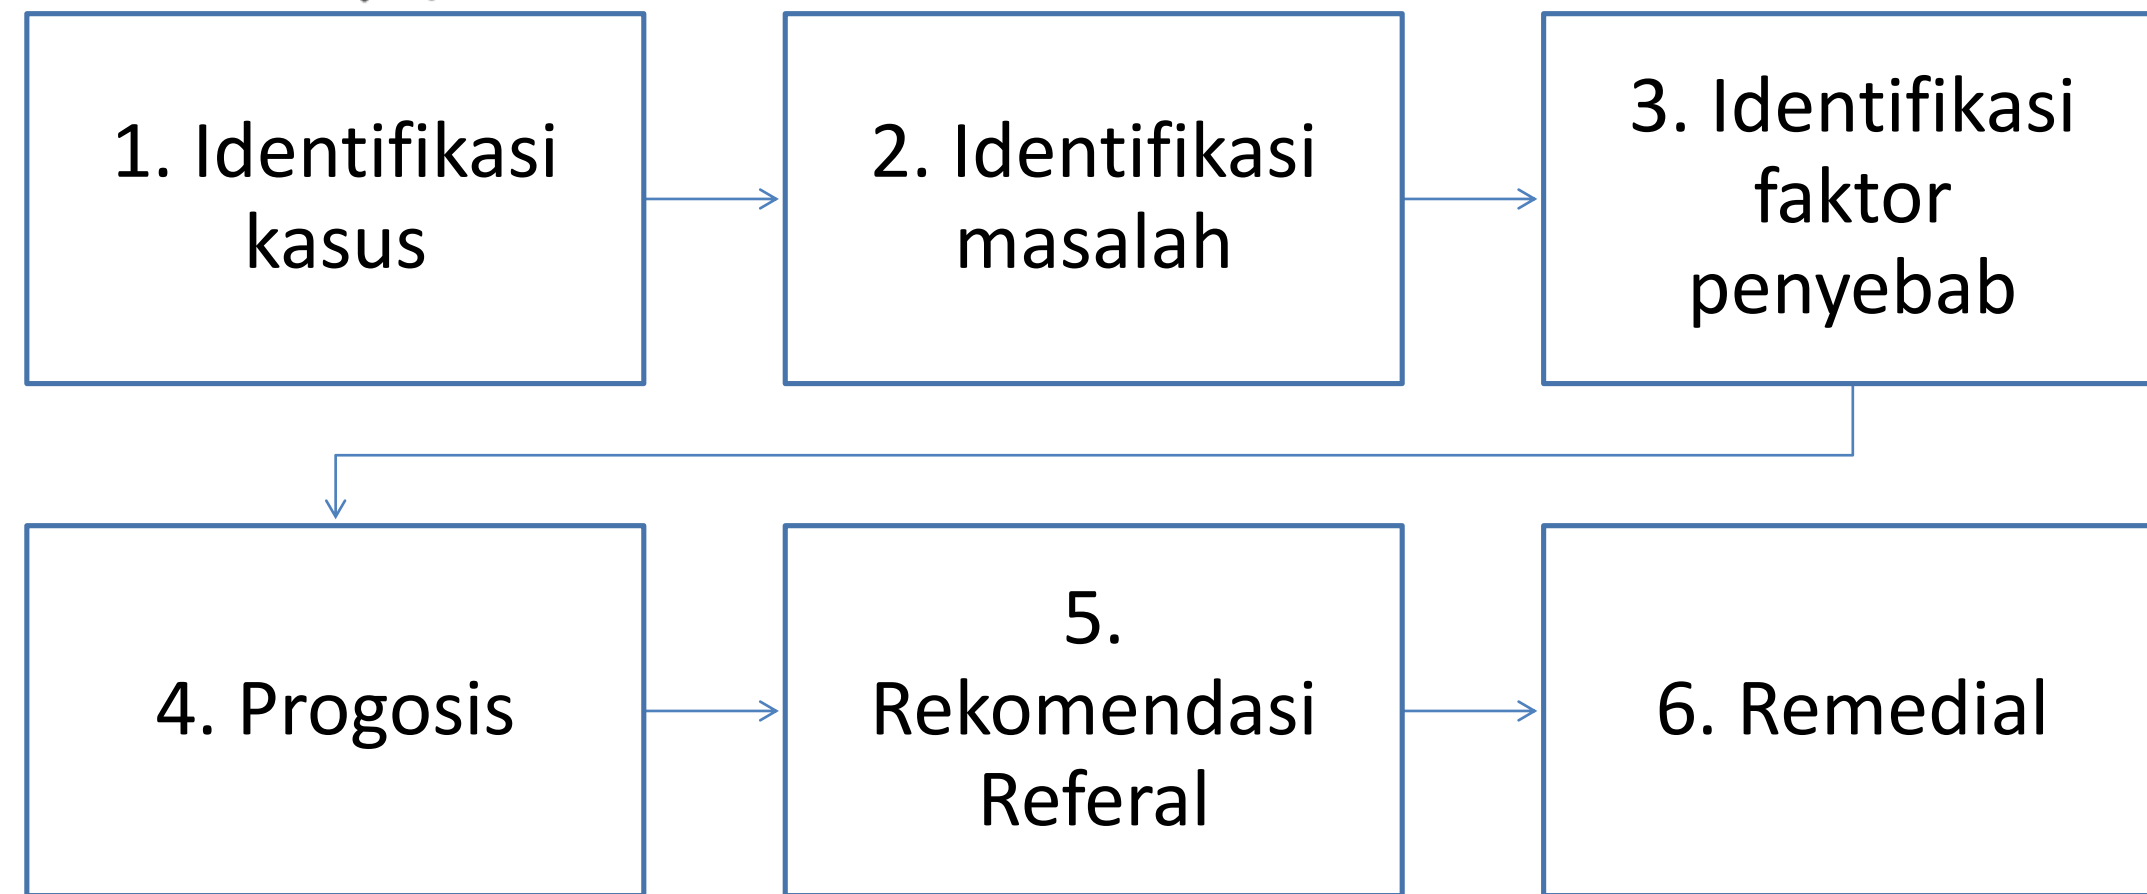 1. Identifikasi
kasus
2. Identifikasi
masalah
3. Identifikasi
faktor
penyebab
4. Progosis
5.
Rekomendasi
Referal
6. Remedial